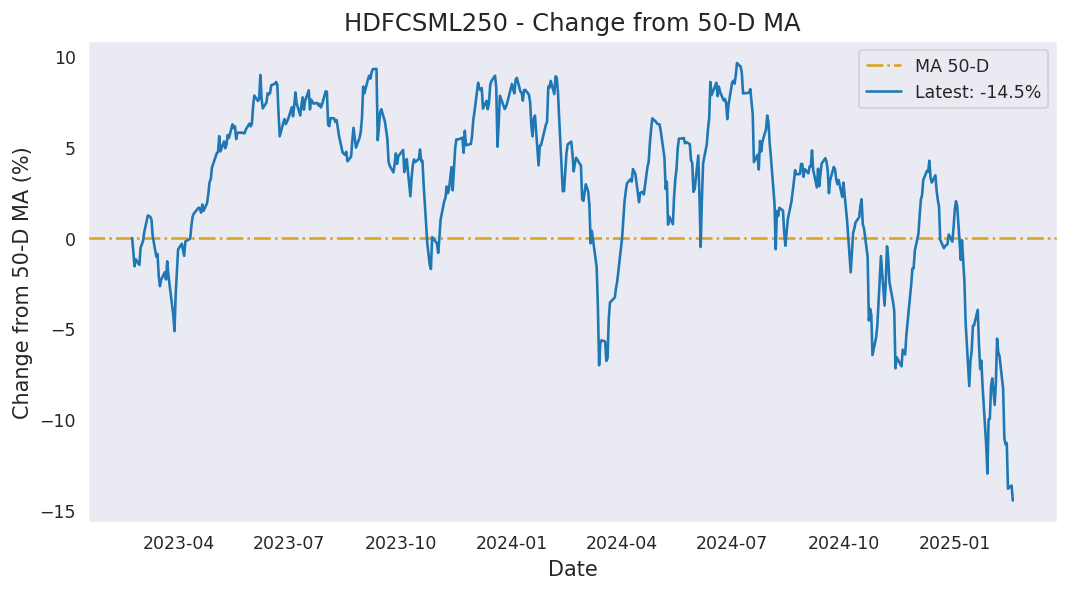 HDFCSML250 - Change from 50-D MA
MA 50-D
Latest: -14.5%
Change from 50-D MA (%)
10
5
0
−5
−10
−15
2023-04 2023-07 2023-10 2024-01 2024-04 2024-07 2024-10 2025-01
Date